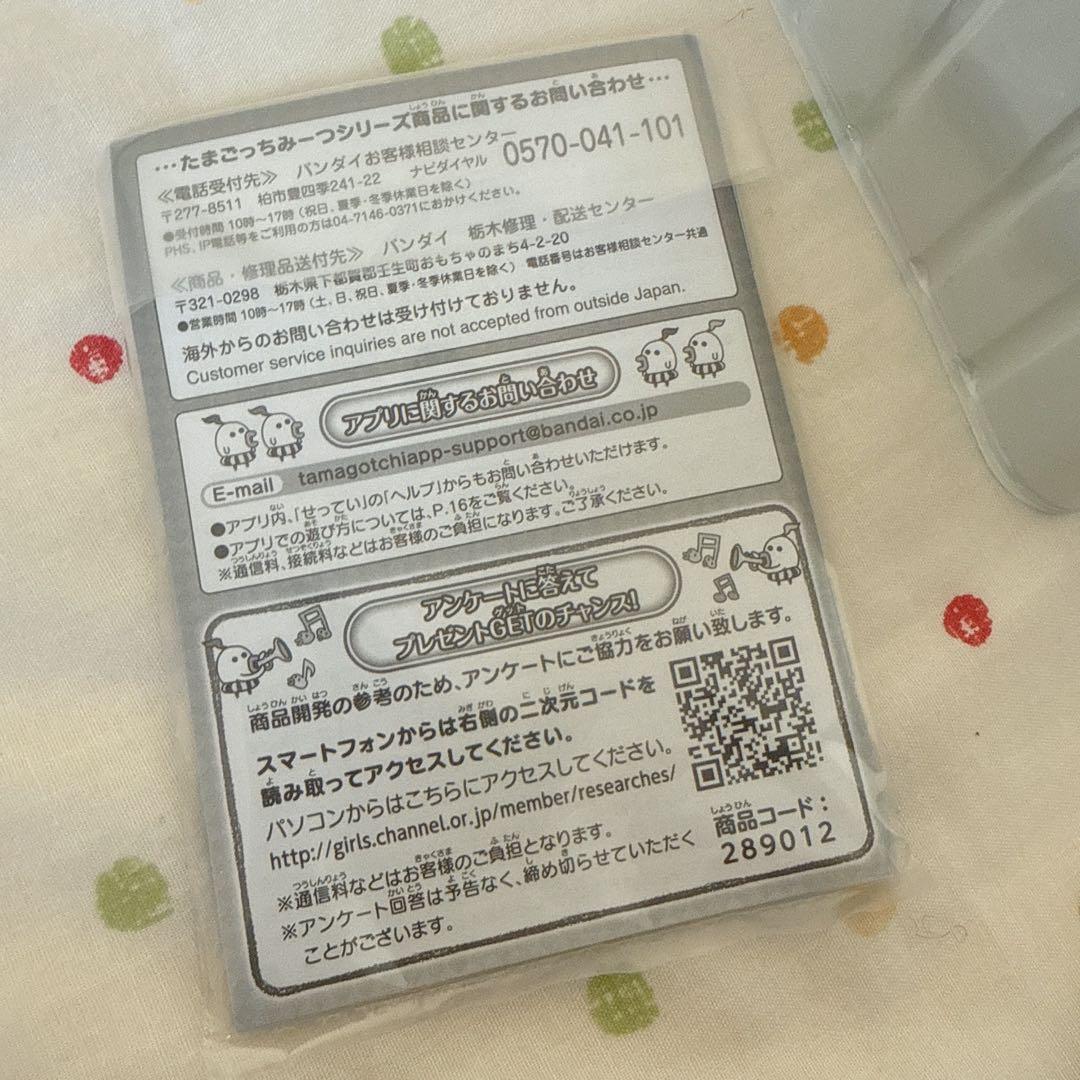 …たまごっちみーつシリーズ商品に関するお問い合わせ…
≪電話受付先≫ バンダイお客様相談センター
〒277-8511 柏市豊四季241-22 ナビダイヤル 0570-041-101
●受付時間 10時～17時(祝日、夏季・冬季休業日を除く)
PHS、IP電話等をご利用の方は04-7146-0371におかけください。
≪商品・修理品送付先≫ バンダイ 栃木修理・配送センター
〒321-0298 栃木県下都賀郡壬生町おもちゃのまち4-2-20
●営業時間 10時～17時(土、日、祝日、夏季・冬季休業日を除く) 電話番号はお客様相談センター共通
海外からのお問い合わせは受け付けておりません。
Customer service inquiries are not accepted from outside Japan.
アプリに関するお問い合わせ
E-mail tamagotchiapp-support@bandai.co.jp
●アプリ内、「せってい」の「ヘルプ」からもお問い合わせいただけます。
●アプリでの遊び方については、P.16をご覧ください。
※通信料、接続料などはお客様のご負担になります。ご了承ください。
アンケートに答えて
プレゼントGETのチャンス!
商品開発の参考のため、アンケートにご協力をお願い致します。
スマートフォンからは右側の二次元コードを
読み取ってアクセスしてください。
パソコンからはこちらにアクセスしてください。
http://girls.channel.or.jp/member/researches/
※通信料などはお客様のご負担となります。
※アンケート回答は予告なく、締め切らせていただく
ことがございます。
商品コード:
289012